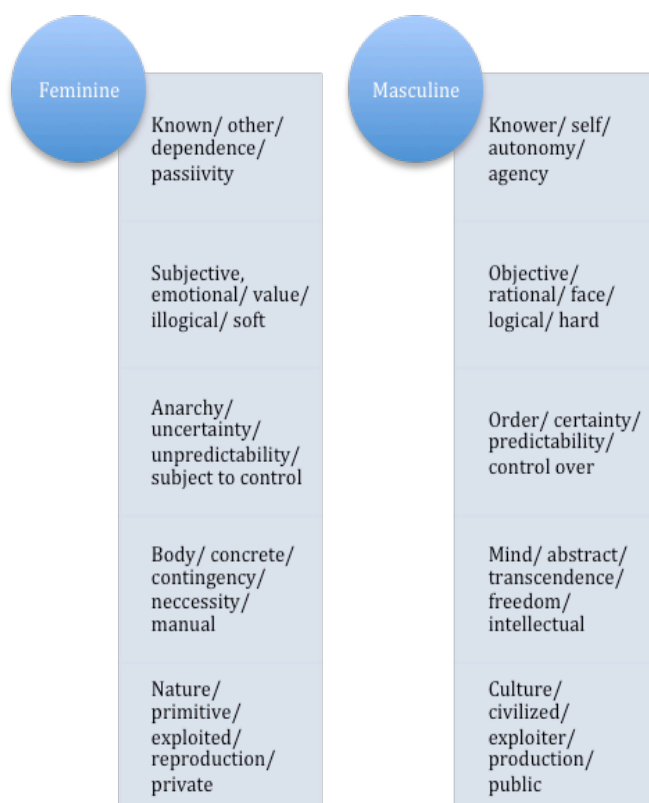 Feminine
Known/ other/
dependence/
passiivity
Subjective,
emotional/ value/
illogical/ soft
Anarchy/
uncertainty/
unpredictability/
subject to control
Body/ concrete/
contingency/
neccessity/
manual
Nature/
primitive/
exploited/
reproduction/
private
Masculine
Knower/ self/
autonomy/
agency
Objective/
rational/ face/
logical/ hard
Order/ certainty/
predictability/
control over
Mind/ abstract/
transcendence/
freedom/
intellectual
Culture/
civilized/
exploiter/
production/
public